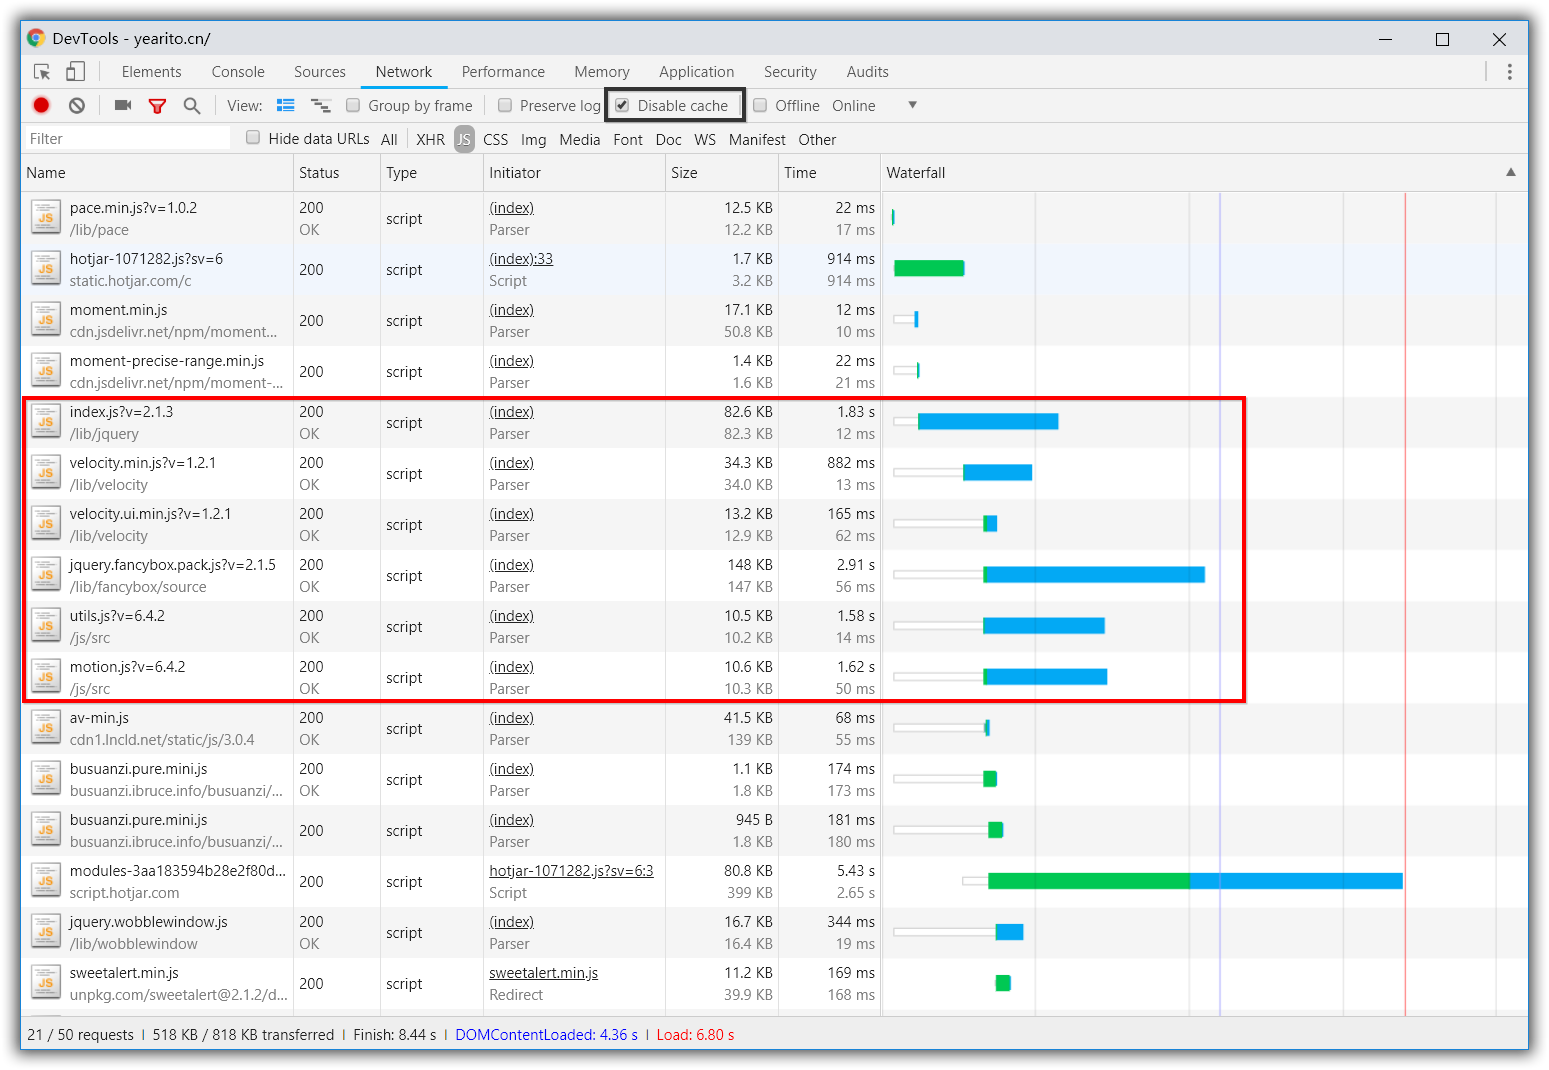 DevTools - yearito.cn/
Elements Console Sources Network Performance Memory Application Security Audits
View: Group by frame Preserve log Disable cache Offline Online
Filter Hide data URLs All XHR JS CSS Img Media Font Doc WS Manifest Other
Name Status Type Initiator Size Time Waterfall
pace.min.js?v=1.0.2 200 (index) 12.5 KB 22 ms
JS script
/lib/pace OK Parser 12.2 KB 17 ms
hotjar-1071282.js?sv=6 (index):33 1.7 KB 914 ms
JS 200 script
static.hotjar.com/c Script 3.2 KB 914 ms
moment.min.js (index) 17.1 KB 12 ms
JS 200 script
cdn.jsdelivr.net/npm/moment... Parser 50.8 KB 10 ms
moment-precise-range.min.js (index) 1.4 KB 22 ms
JS 200 script
cdn.jsdelivr.net/npm/moment-... Parser 1.6 KB 21 ms
index.js?v=2.1.3 200 (index) 82.6 KB 1.83 s
JS script
/lib/jquery OK Parser 82.3 KB 12 ms
velocity.min.js?v=1.2.1 200 (index) 34.3 KB 882 ms
JS script
/lib/velocity OK Parser 34.0 KB 13 ms
velocity.ui.min.js?v=1.2.1 200 (index) 13.2 KB 165 ms
JS script
/lib/velocity OK Parser 12.9 KB 62 ms
jquery.fancybox.pack.js?v=2.1.5 200 (index) 148 KB 2.91 s
JS script
/lib/fancybox/source OK Parser 147 KB 56 ms
utils.js?v=6.4.2 200 (index) 10.5 KB 1.58 s
JS script
/js/src OK Parser 10.2 KB 14 ms
motion.js?v=6.4.2 200 (index) 10.6 KB 1.62 s
JS script
/js/src OK Parser 10.3 KB 50 ms
av-min.js 200 (index) 41.5 KB 68 ms
JS script
cdn1.lncld.net/static/js/3.0.4 OK Parser 139 KB 55 ms
busuanzi.pure.mini.js 200 (index) 1.1 KB 174 ms
JS script
busuanzi.ibruce.info/busuanzi/... OK Parser 1.8 KB 173 ms
busuanzi.pure.mini.js (index) 945 B 181 ms
JS 200 script
busuanzi.ibruce.info/busuanzi/... Parser 1.8 KB 180 ms
modules-3aa183594b28e2f80d... hotjar-1071282.js?sv=6:3 80.8 KB 5.43 s
JS 200 script
script.hotjar.com Script 399 KB 2.65 s
jquery.wobblewindow.js 200 (index) 16.7 KB 344 ms
JS script
/lib/wobblewindow OK Parser 16.4 KB 19 ms
sweetalert.min.js sweetalert.min.js 11.2 KB 169 ms
JS 200 script
unpkg.com/sweetalert@2.1.2/d... Redirect 39.9 KB 168 ms
21 / 50 requests | 518 KB / 818 KB transferred | Finish: 8.44 s | DOMContentLoaded: 4.36 s | Load: 6.80 s